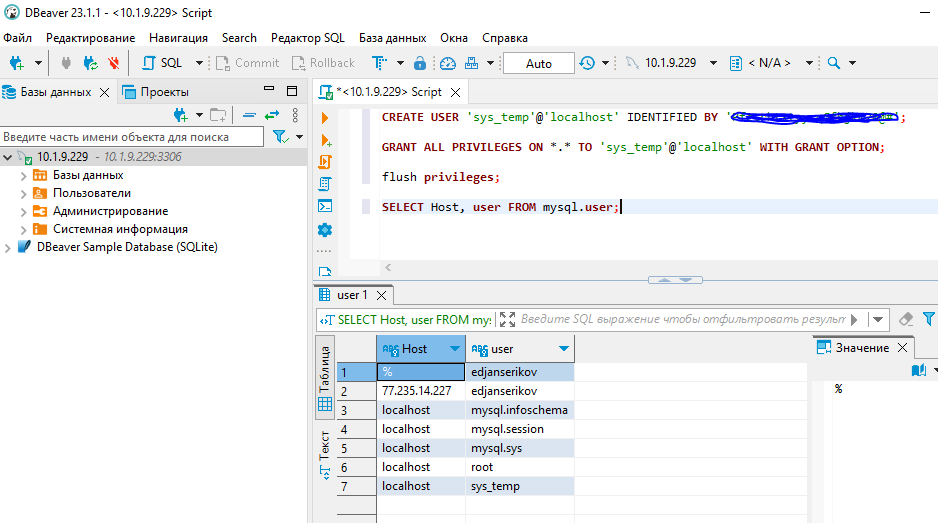 DBeaver 23.1.1 - <10.1.9.229> Script
Файл Редактирование Навигация Search Редактор SQL База данных Окна Справка
SQL Commit Rollback Auto 10.1.9.229 < N/A >
Базы данных Проекты
Введите часть имени объекта для поиска
10.1.9.229 - 10.1.9.229:3306
Базы данных
Пользователи
Администрирование
Системная информация
DBeaver Sample Database (SQLite)
*<10.1.9.229> Script
CREATE USER 'sys_temp'@'localhost' IDENTIFIED BY ';
GRANT ALL PRIVILEGES ON *.* TO 'sys_temp'@'localhost' WITH GRANT OPTION;
flush privileges;
SELECT Host, user FROM mysql.user;
user 1
SELECT Host, user FROM mys
Введите SQL выражение чтобы отфильтровать результ
Таблица
Текст
ABC Host ABC user
1 % edjanserikov
2 77.235.14.227 edjanserikov
3 localhost mysql.infoschema
4 localhost mysql.session
5 localhost mysql.sys
6 localhost root
7 localhost sys_temp
Значение
%